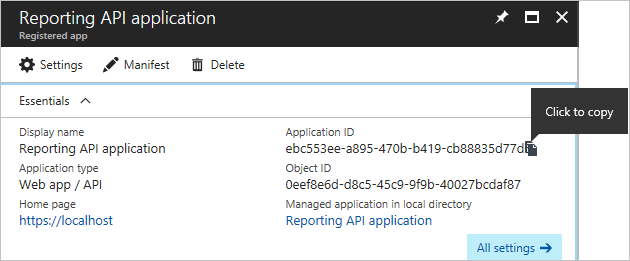 Reporting API application
Registered app
Settings Manifest Delete
Essentials
Click to copy
Display name
Reporting API application
Application ID
ebc553ee-a895-470b-b419-cb88835d77db
Application type
Web app / API
Object ID
0eef8e6d-d8c5-45c9-9f9b-40027bcdaf87
Home page
https://localhost
Managed application in local directory
Reporting API application
All settings